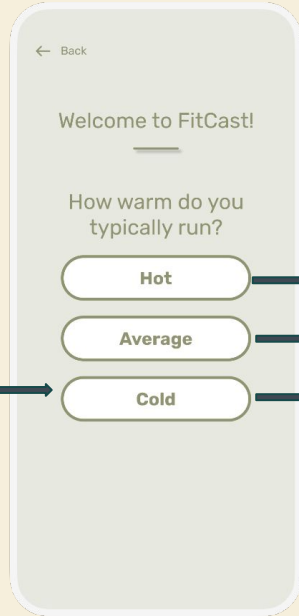 Back
Welcome to FitCast!
How warm do you
typically run?
Hot
Average
Cold